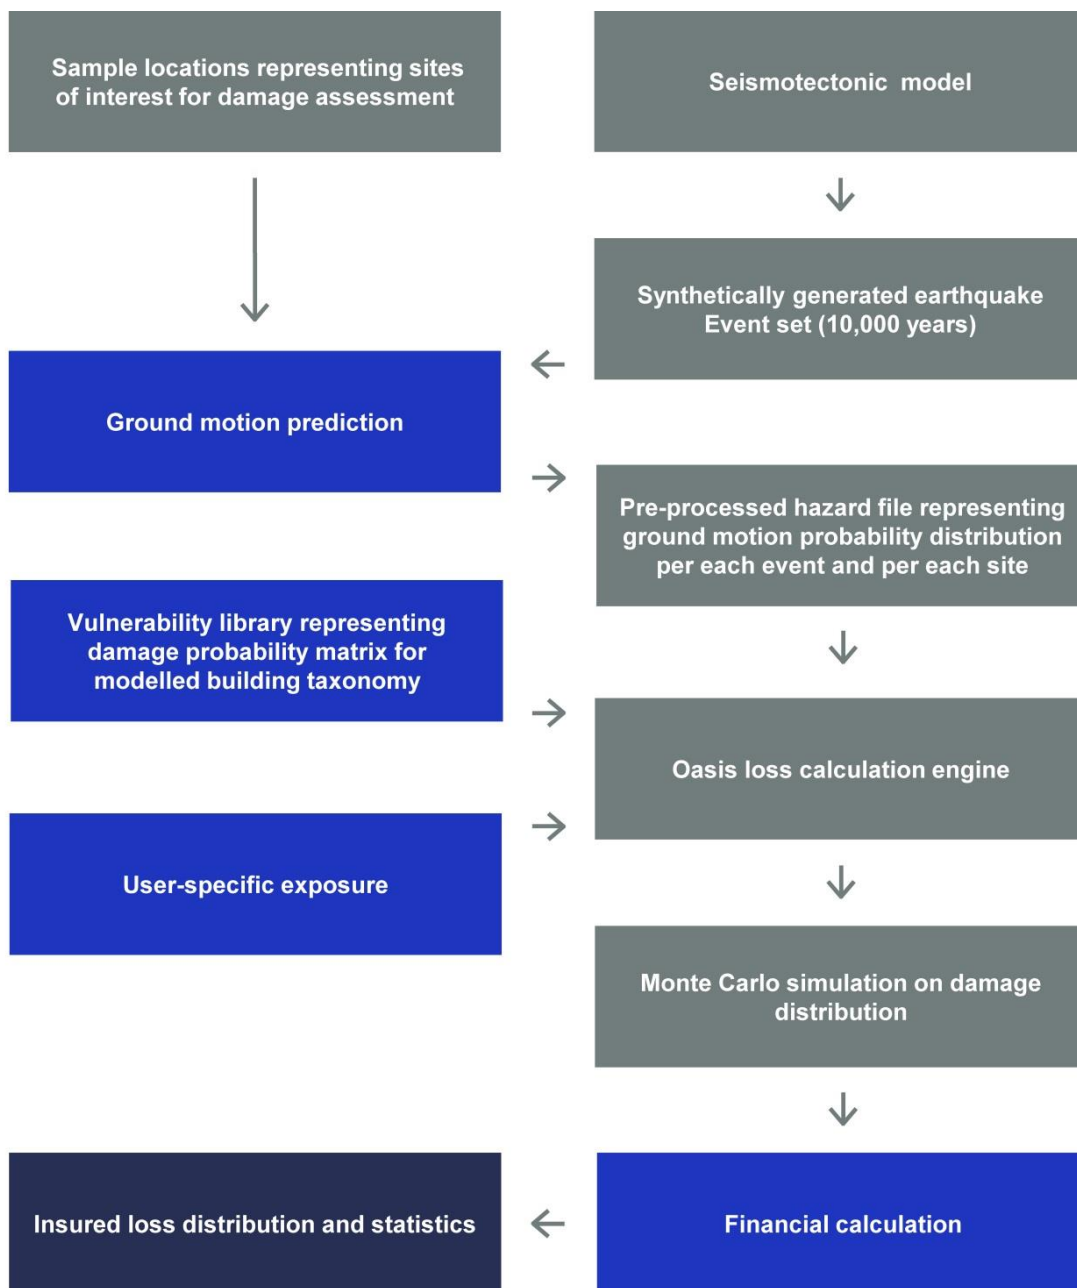 Sample locations representing sites
of interest for damage assessment
Seismotectonic model
Synthetically generated earthquake
Event set (10,000 years)
Ground motion prediction
Pre-processed hazard file representing
ground motion probability distribution
per each event and per each site
Vulnerability library representing
damage probability matrix for
modelled building taxonomy
Oasis loss calculation engine
User-specific exposure
Monte Carlo simulation on damage
distribution
Insured loss distribution and statistics
Financial calculation